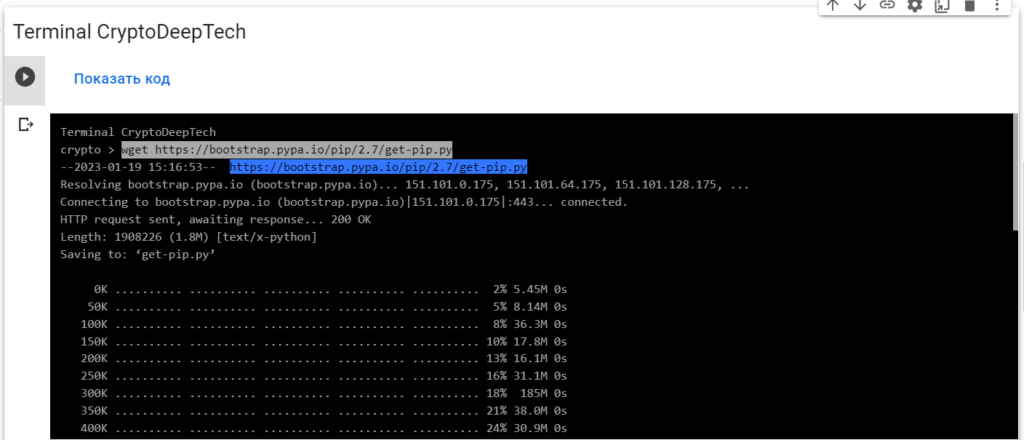 Terminal CryptoDeepTech
Показать код
Terminal CryptoDeepTech
crypto > wget https://bootstrap.pypa.io/pip/2.7/get-pip.py
--2023-01-19 15:16:53--  https://bootstrap.pypa.io/pip/2.7/get-pip.py
Resolving bootstrap.pypa.io (bootstrap.pypa.io)... 151.101.0.175, 151.101.64.175, 151.101.128.175, ...
Connecting to bootstrap.pypa.io (bootstrap.pypa.io)|151.101.0.175|:443... connected.
HTTP request sent, awaiting response... 200 OK
Length: 1908226 (1.8M) [text/x-python]
Saving to: ‘get-pip.py’
0K .......... .......... .......... .......... .......... 2% 5.45M 0s
50K .......... .......... .......... .......... .......... 5% 8.14M 0s
100K .......... .......... .......... .......... .......... 8% 36.3M 0s
150K .......... .......... .......... .......... .......... 10% 17.8M 0s
200K .......... .......... .......... .......... .......... 13% 16.1M 0s
250K .......... .......... .......... .......... .......... 16% 31.1M 0s
300K .......... .......... .......... .......... .......... 18% 185M 0s
350K .......... .......... .......... .......... .......... 21% 38.0M 0s
400K .......... .......... .......... .......... .......... 24% 30.9M 0s